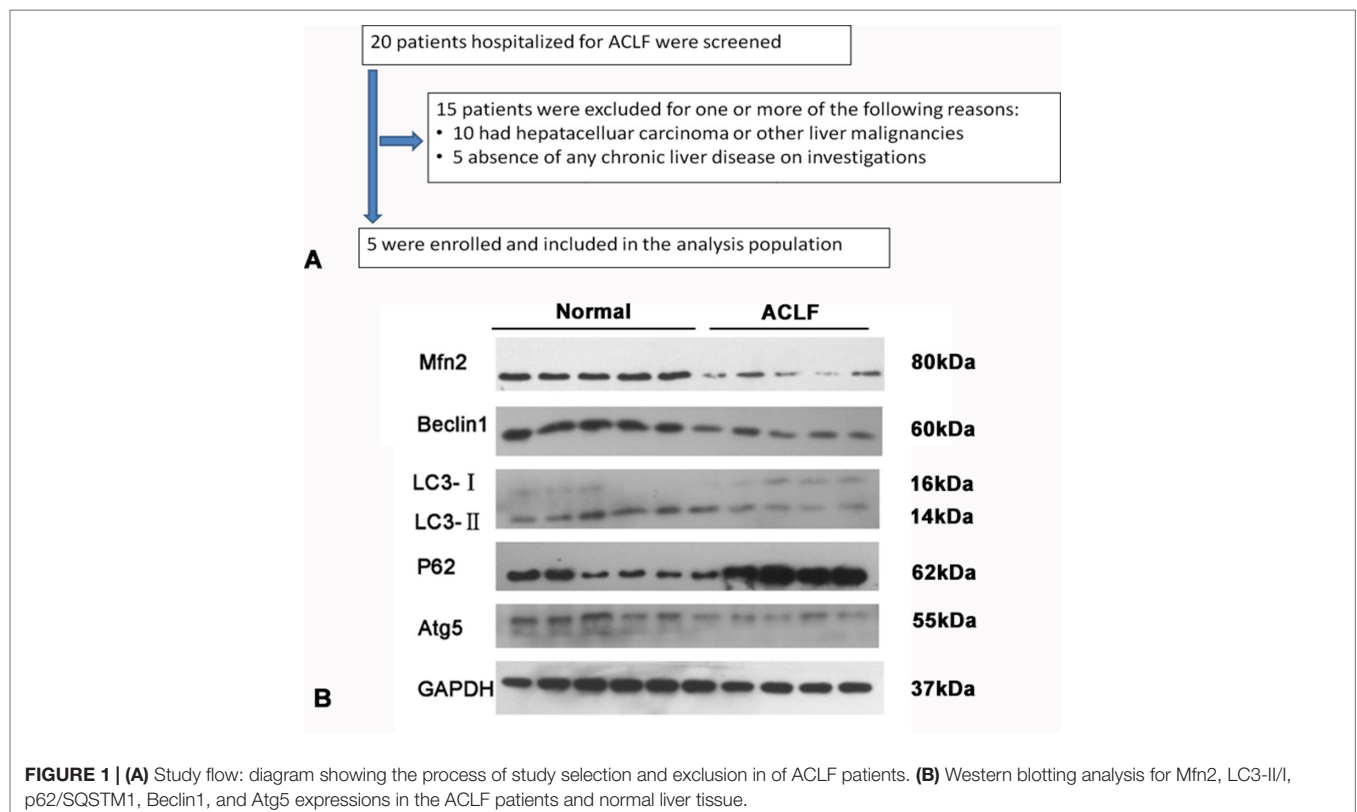 20 patients hospitalized for ACLF were screened
15 patients were excluded for one or more of the following reasons:
• 10 had hepatacelluar carcinoma or other liver malignancies
• 5 absence of any chronic liver disease on investigations
5 were enrolled and included in the analysis population
A
Normal ACLF
Mfn2 80kDa
Beclin1 60kDa
LC3-Ⅰ 16kDa
LC3-Ⅱ 14kDa
P62 62kDa
Atg5 55kDa
GAPDH 37kDa
B
FIGURE 1 | (A) Study flow: diagram showing the process of study selection and exclusion in of ACLF patients. (B) Western blotting analysis for Mfn2, LC3-II/I,
p62/SQSTM1, Beclin1, and Atg5 expressions in the ACLF patients and normal liver tissue.